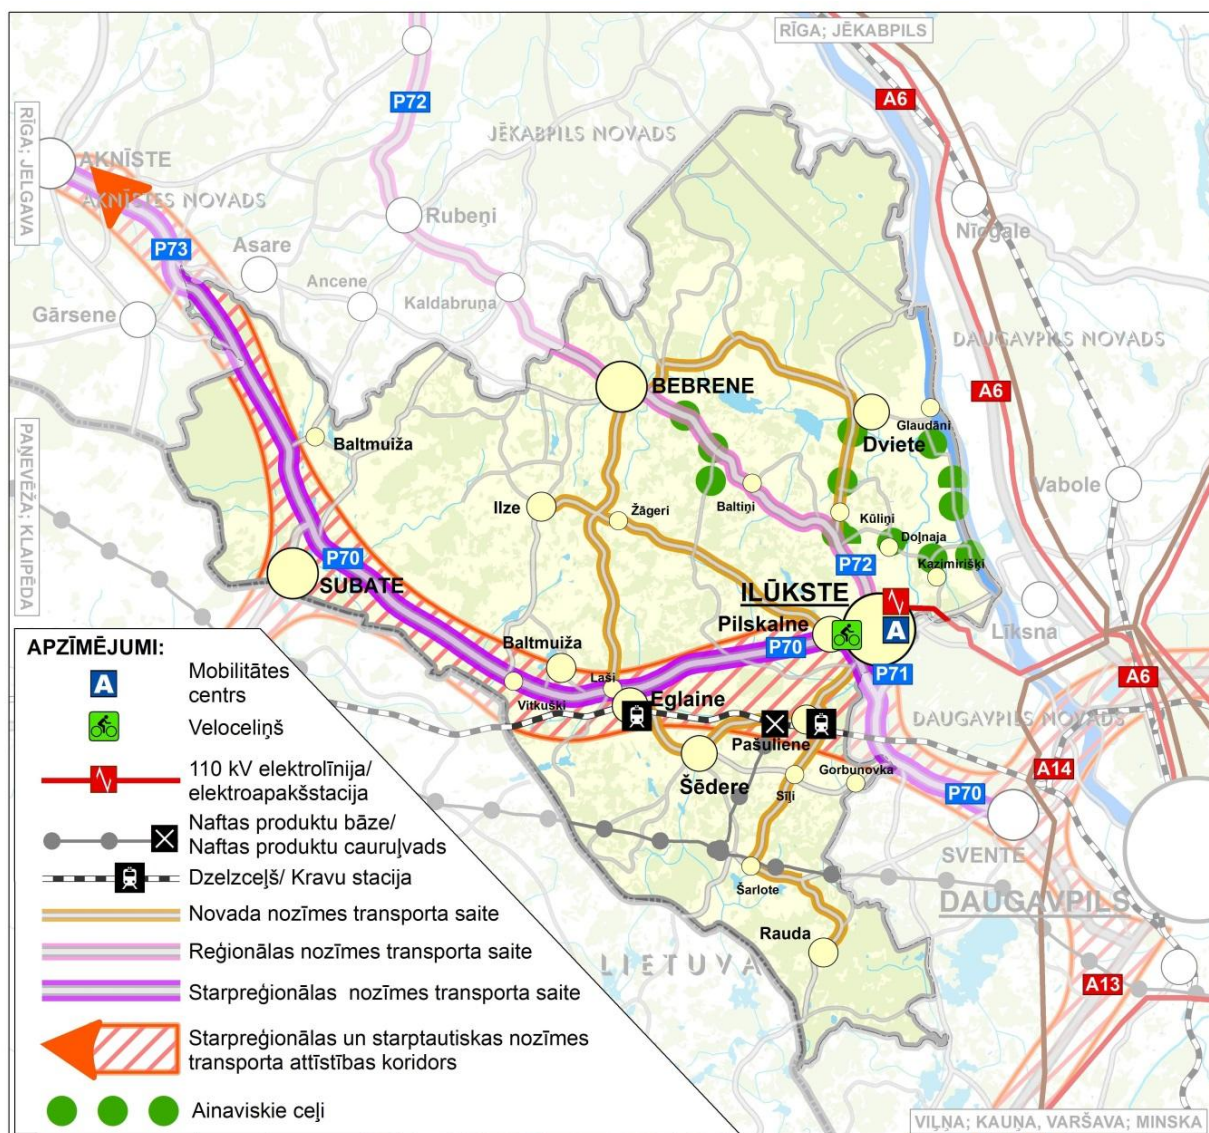 RĪGA; JĒKABPILS
P72
A6
JĒKABPILS NOVADS
RĪGA; JELGAVA
AKNĪSTE
AKNĪSTES NOVADS
Rubeņi
Nīcgale
P73
Asare
Ancene
Kaldabruņa
Gārsene
DAUGAVPILS NOVADS
BEBRENE
A6
Glaudāni
Dviete
Baltmuiža
PAŅEVĒŽA; KLAIPĒDA
Ilze
Žāgeri
Baltiņi
Vabole
Kūliņi
Doļnaja
P70
P72
Kazimirišķi
SUBATE
ILŪKSTE
Pilskalne
A
Līksna
P70
P71
A6
Baltmuiža
Laši
Vitkušķi
Eglaine
DAUGAVPILS NOVADS
Pašuliene
Šēdere
Gorbunovka
Sīļi
A14
P70
SVENTE
Šarlote
DAUGAVPILS
Rauda
LIETUVA
A13
APZĪMĒJUMI:
A
Mobilitātes
centrs
Veloceliņš
110 kV elektrolīnija/
elektroapakšstacija
Naftas produktu bāze/
Naftas produktu cauruļvads
Dzelzceļš/ Kravu stacija
Novada nozīmes transporta saite
Reģionālas nozīmes transporta saite
Starpreģionālas nozīmes transporta saite
Starpreģionālas un starptautiskas nozīmes
transporta attīstības koridors
Ainaviskie ceļi
VIĻŅA; KAUŅA, VARŠAVA; MINSKA